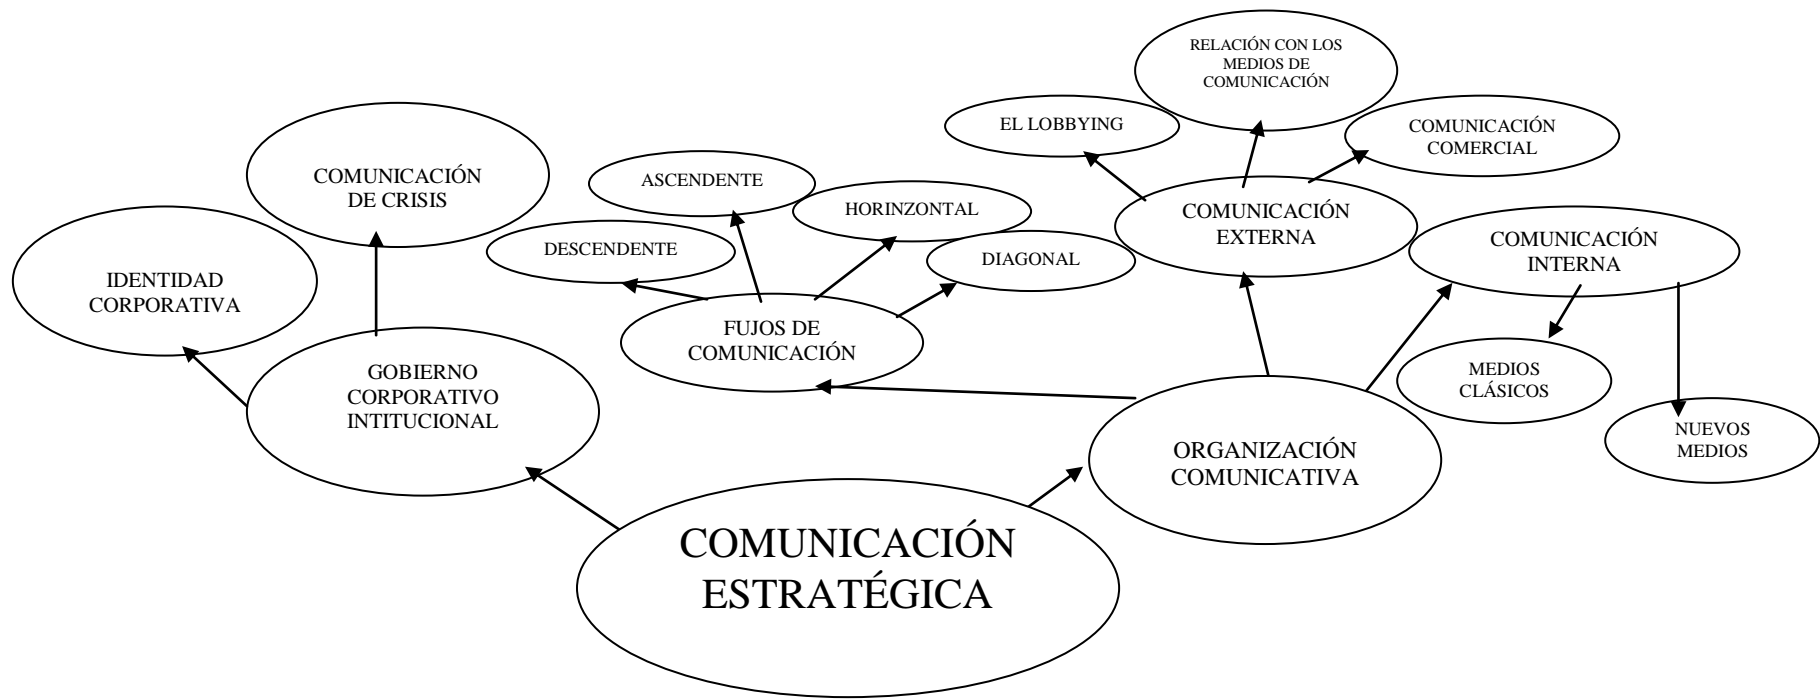 RELACIÓN CON LOS
MEDIOS DE
COMUNICACIÓN
EL LOBBYING
COMUNICACIÓN
COMERCIAL
COMUNICACIÓN
DE CRISIS
ASCENDENTE
HORINZONTAL
COMUNICACIÓN
EXTERNA
DESCENDENTE
DIAGONAL
COMUNICACIÓN
INTERNA
IDENTIDAD
CORPORATIVA
FUJOS DE
COMUNICACIÓN
GOBIERNO
CORPORATIVO
INTITUCIONAL
MEDIOS
CLÁSICOS
NUEVOS
MEDIOS
ORGANIZACIÓN
COMUNICATIVA
COMUNICACIÓN
ESTRATÉGICA